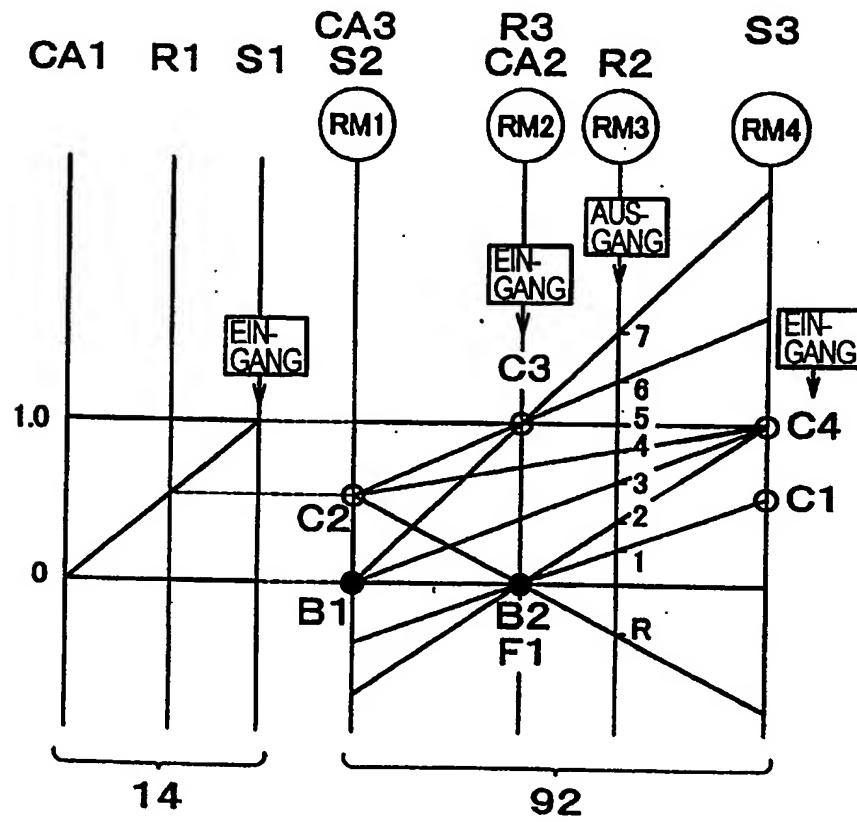 CA3 R3 S3
CA1 R1 S1 S2 CA2 R2
RM1 RM2 RM3 RM4
AUS-
GANG
EIN-
GANG
EIN-
GANG
EIN-
GANG
7
C3
6
1.0
5
C4
4
3
C1
C2
2
1
0
B1
B2
R
F1
14
92